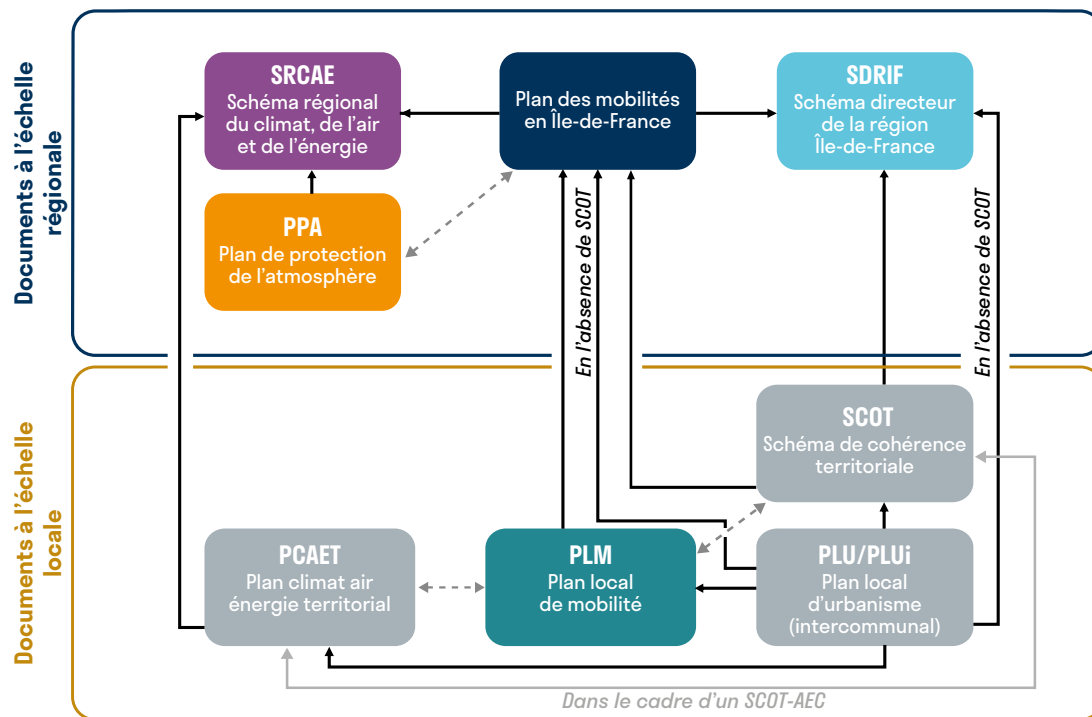 Documents à l'échelle
régionale
SRCAE
Schéma régional
du climat, de l'air
et de l'énergie
Plan des mobilités
en Île-de-France
SDRIF
Schéma directeur
de la région
Île-de-France
PPA
Plan de protection
de l'atmosphère
En l'absence de SCOT
En l'absence de SCOT
Documents à l'échelle
locale
SCOT
Schéma de cohérence
territoriale
PCAET
Plan climat air
énergie territorial
PLM
Plan local
de mobilité
PLU/PLUi
Plan local
d'urbanisme
(intercommunal)
Dans le cadre d'un SCOT-AEC